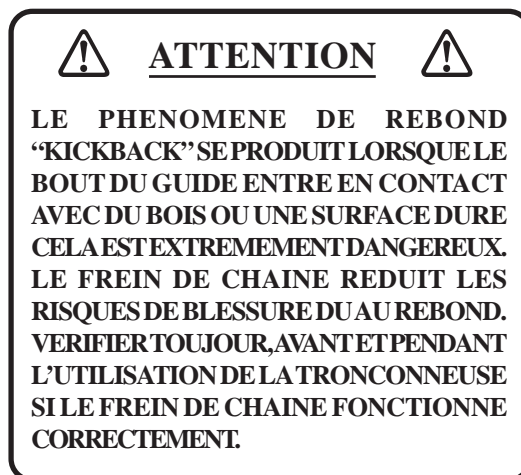 ATTENTION
LE PHENOMENE DE REBOND
“KICKBACK” SE PRODUIT LORSQUE LE
BOUT DU GUIDE ENTRE EN CONTACT
AVEC DU BOIS OU UNE SURFACE DURE
CELA EST EXTREMEMENT DANGEREUX.
LE FREIN DE CHAINE REDUIT LES
RISQUES DE BLESSURE DU AU REBOND.
VERIFIER TOUJOUR, AVANT ET PENDANT
L’UTILISATION DE LA TRONCONNEUSE
SI LE FREIN DE CHAINE FONCTIONNE
CORRECTEMENT.